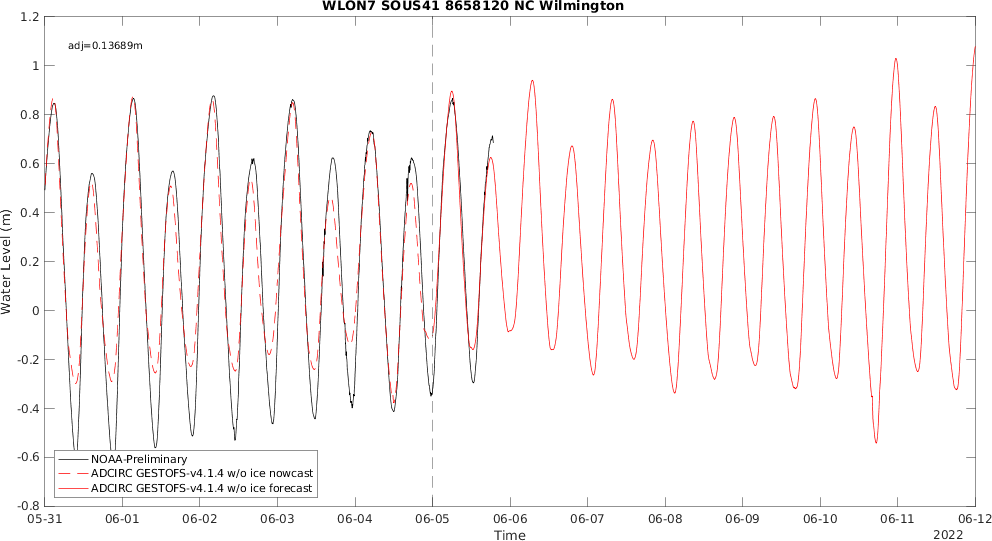 WLON7 SOUS41 8658120 NC Wilmington
adj=0.13689m
1.2
1
0.8
0.6
0.4
0.2
0
-0.2
-0.4
-0.6
-0.8
Water Level (m)
NOAA-Preliminary
ADCIRC GESTOFS-v4.1.4 w/o ice nowcast
ADCIRC GESTOFS-v4.1.4 w/o ice forecast
05-31 06-01 06-02 06-03 06-04 06-05 06-06 06-07 06-08 06-09 06-10 06-11 06-12
Time
2022